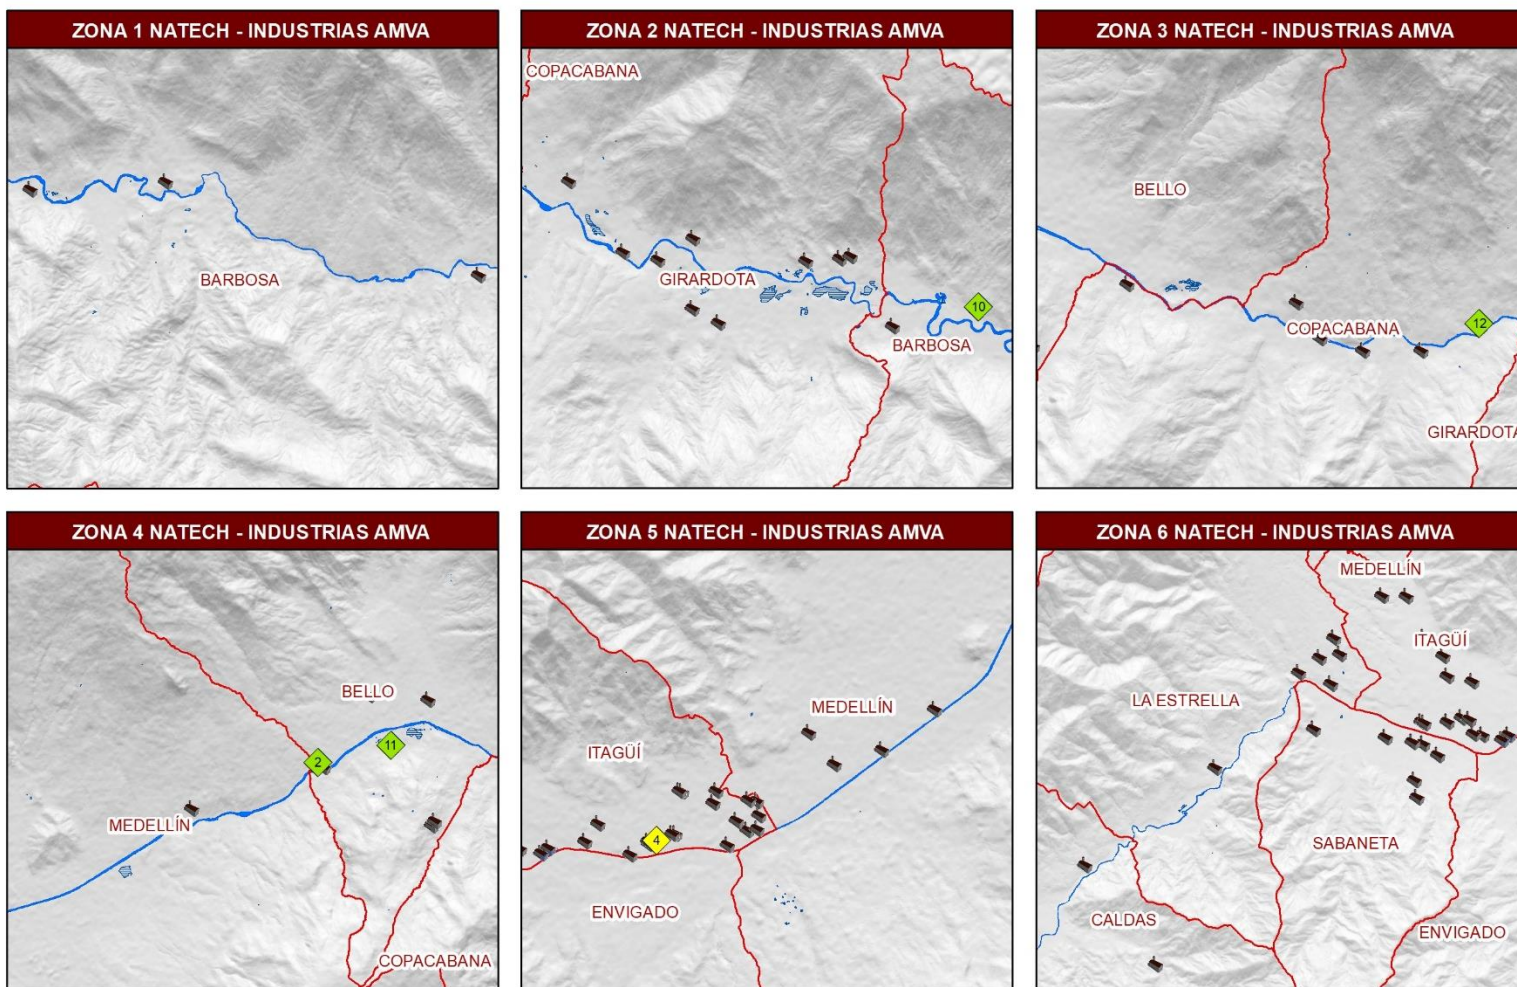 ZONA 1 NATECH - INDUSTRIAS AMVA
BARBOSA
ZONA 2 NATECH - INDUSTRIAS AMVA
COPACABANA
GIRARDOTA
10
BARBOSA
ZONA 3 NATECH - INDUSTRIAS AMVA
BELLO
12
COPACABANA
GIRARDOTA
ZONA 4 NATECH - INDUSTRIAS AMVA
BELLO
11
2
MEDELLÍN
COPACABANA
ZONA 5 NATECH - INDUSTRIAS AMVA
MEDELLÍN
ITAGÜÍ
4
ENVIGADO
ZONA 6 NATECH - INDUSTRIAS AMVA
MEDELLÍN
ITAGÜÍ
LA ESTRELLA
SABANETA
CALDAS
ENVIGADO